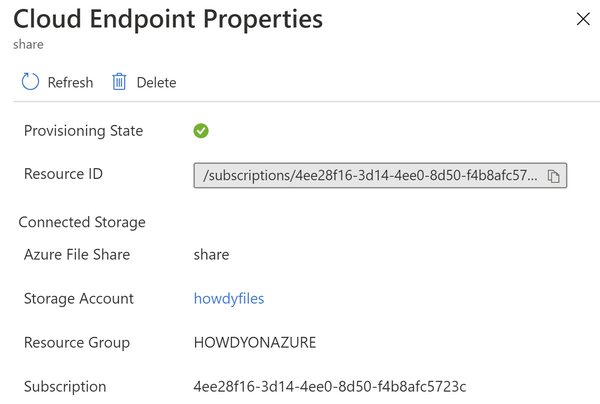 Cloud Endpoint Properties
share
Refresh Delete
Provisioning State
Resource ID /subscriptions/4ee28f16-3d14-4ee0-8d50-f4b8afc57...
Connected Storage
Azure File Share share
Storage Account howdyfiles
Resource Group HOWDYONAZURE
Subscription 4ee28f16-3d14-4ee0-8d50-f4b8afc5723c